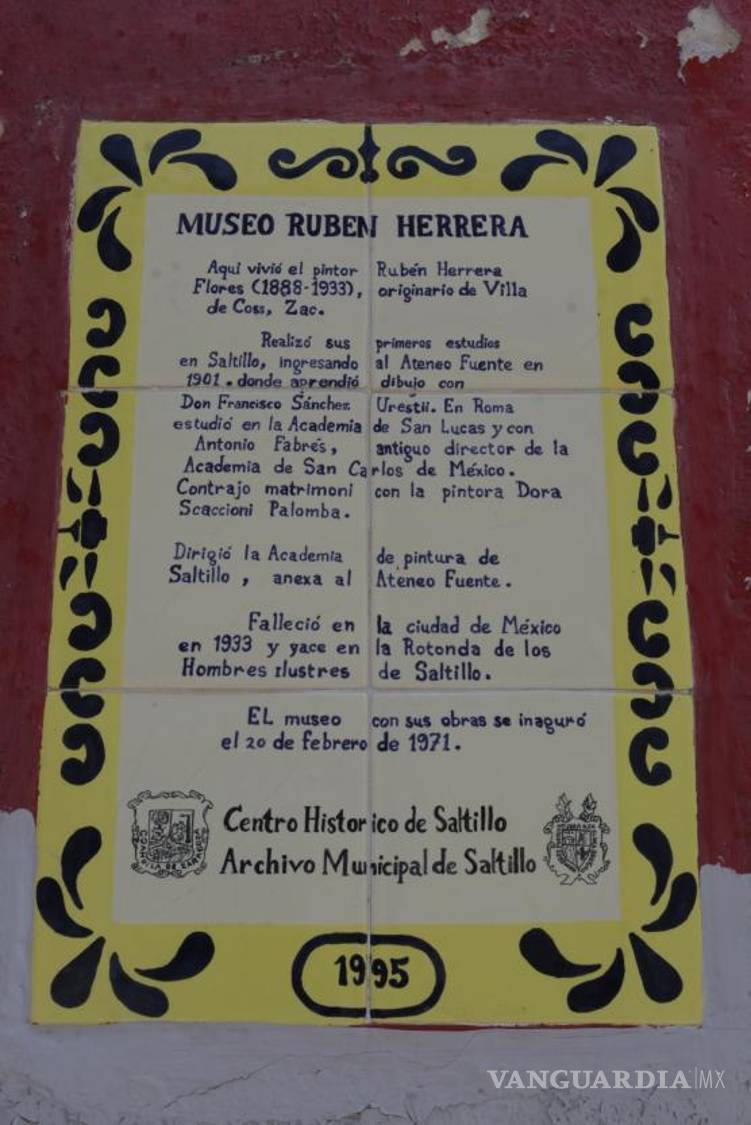 MUSEO RUBEN HERRERA
Aqui vivió el pintor Rubén Herrera
Flores (1888-1933), originario de Villa
de Coss, Zac.
Realizó sus primeros estudios
en Saltillo, ingresando al Ateneo Fuente en
1901. donde aprendió dibujo con
Don Francisco Sánchez Urestii. En Roma
estudió en la Academia de San Lucas y con
Antonio Fabrés, antiguo director de la
Academia de San Carlos de México.
Contrajo matrimoni con la pintora Dora
Scaccioni Palomba.
Dirigió la Academia de pintura de
Saltillo, anexa al Ateneo Fuente.
Falleció en la ciudad de México
en 1933 y yace en la Rotonda de los
Hombres ilustres de Saltillo.
EL museo con sus obras se inaguró
el 20 de febrero de 1971.
Centro Historico de Saltillo
Archivo Municipal de Saltillo
COAHUILA DE ZARAGOZA
1995
VANGUARDIA|MX